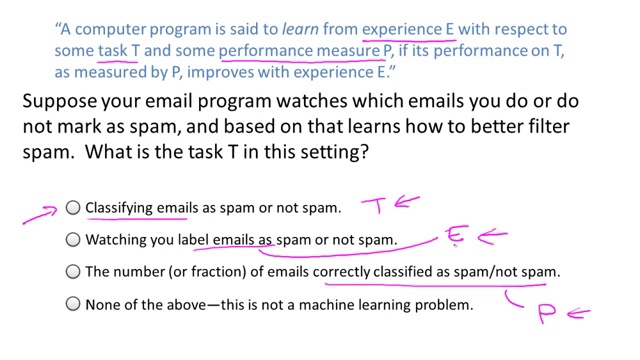 “A computer program is said to learn from experience E with respect to
some task T and some performance measure P, if its performance on T,
as measured by P, improves with experience E.”
Suppose your email program watches which emails you do or do
not mark as spam, and based on that learns how to better filter
spam. What is the task T in this setting?
Classifying emails as spam or not spam. T
Watching you label emails as spam or not spam. E
The number (or fraction) of emails correctly classified as spam/not spam.
None of the above—this is not a machine learning problem. P